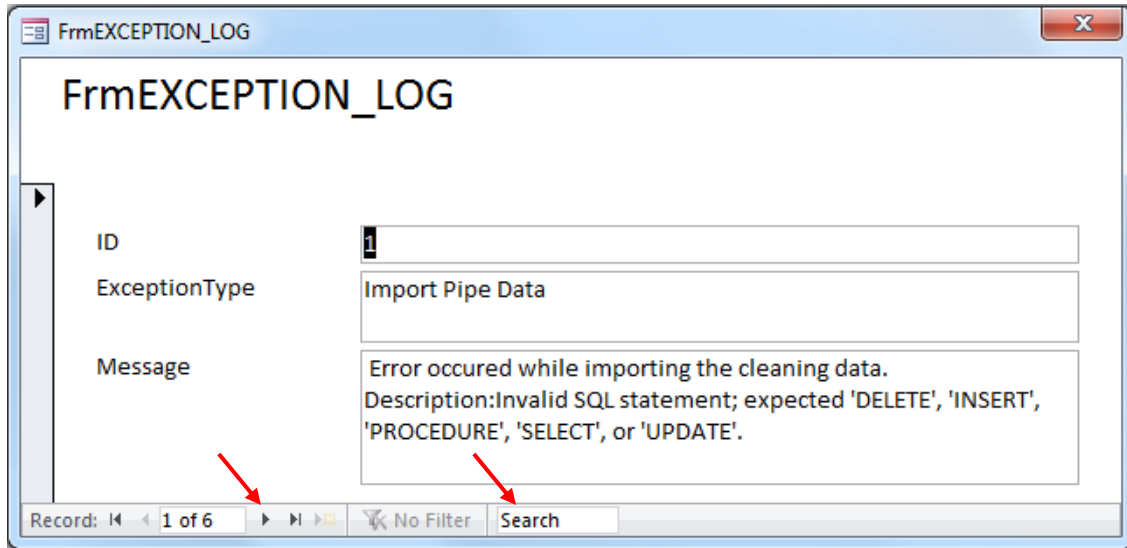 FrmEXCEPTION_LOG
x
FrmEXCEPTION_LOG
ID
1
ExceptionType
Import Pipe Data
Message
Error occured while importing the cleaning data.
Description:Invalid SQL statement; expected 'DELETE', 'INSERT',
'PROCEDURE', 'SELECT', or 'UPDATE'.
Record: 1 of 6 No Filter Search